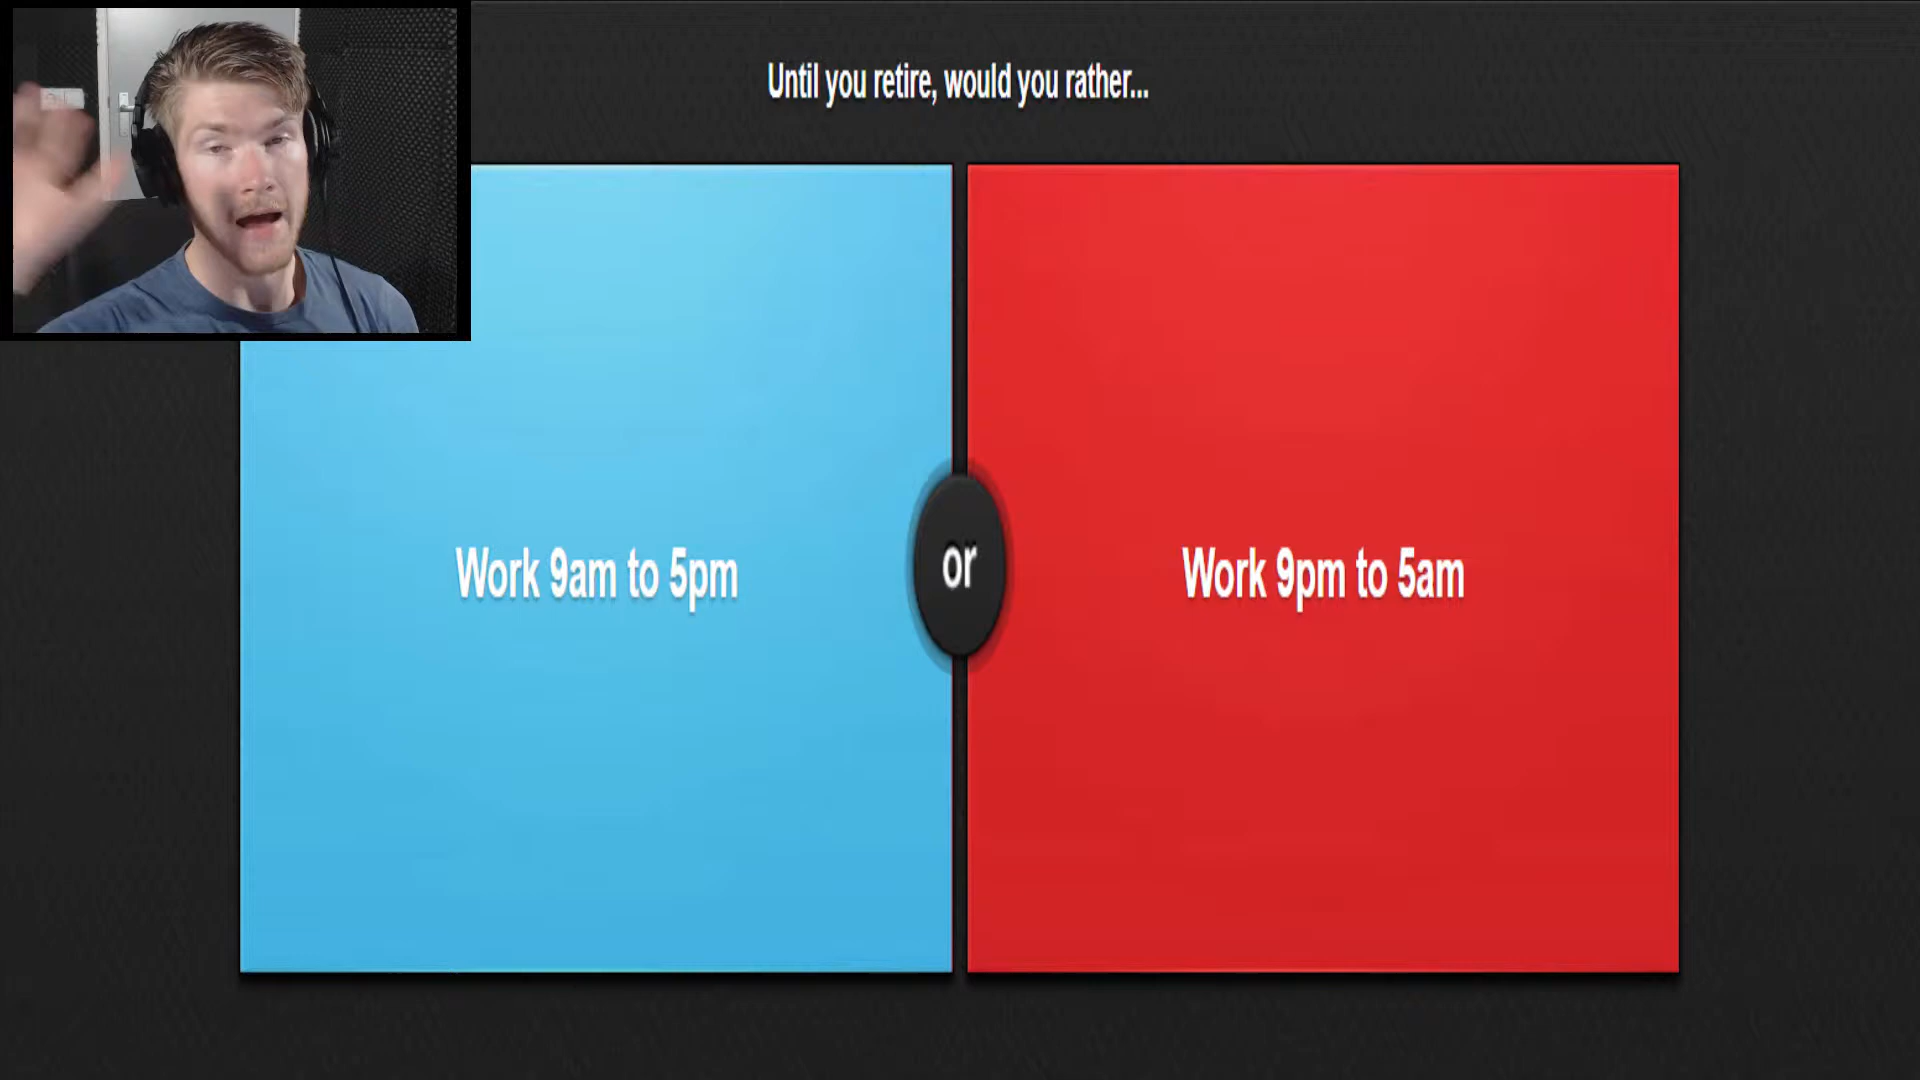 Until you retire, would you rather...
Work 9am to 5pm
or
Work 9pm to 5am